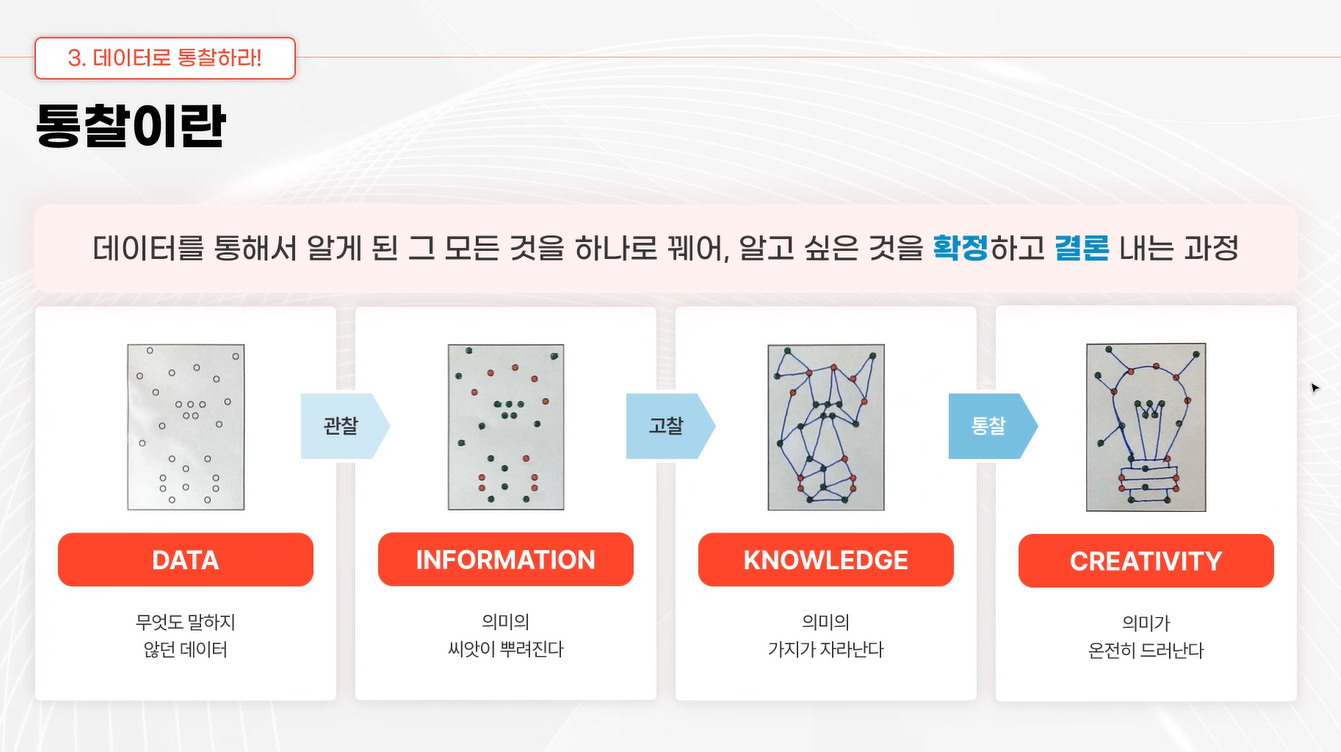 3. 데이터로 통찰하라!
통찰이란
데이터를 통해서 알게 된 그 모든 것을 하나로 꿰어, 알고 싶은 것을 확정하고 결론 내는 과정
관찰
고찰
통찰
DATA
무엇도 말하지
않던 데이터
INFORMATION
의미의
씨앗이 뿌려진다
KNOWLEDGE
의미의
가지가 자라난다
CREATIVITY
의미가
온전히 드러난다